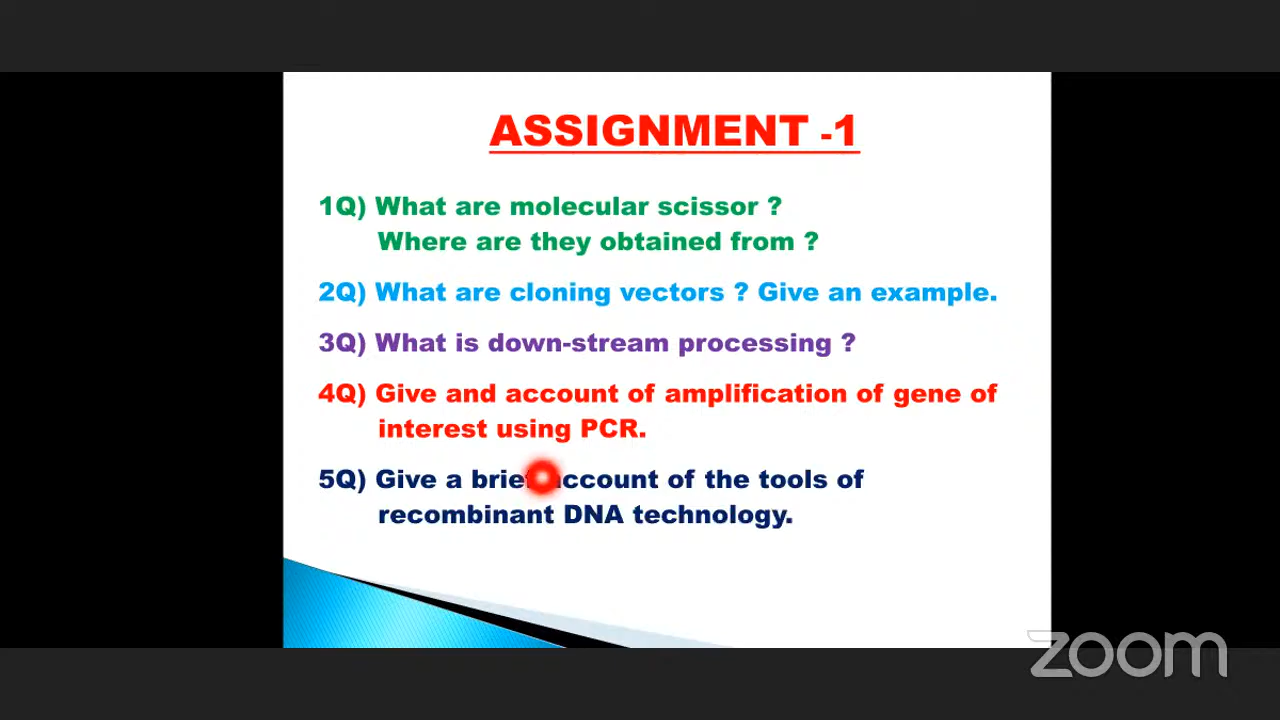 ASSIGNMENT -1
1Q) What are molecular scissor ?
Where are they obtained from ?
2Q) What are cloning vectors ? Give an example.
3Q) What is down-stream processing ?
4Q) Give and account of amplification of gene of
interest using PCR.
5Q) Give a brief account of the tools of
recombinant DNA technology.
zoom